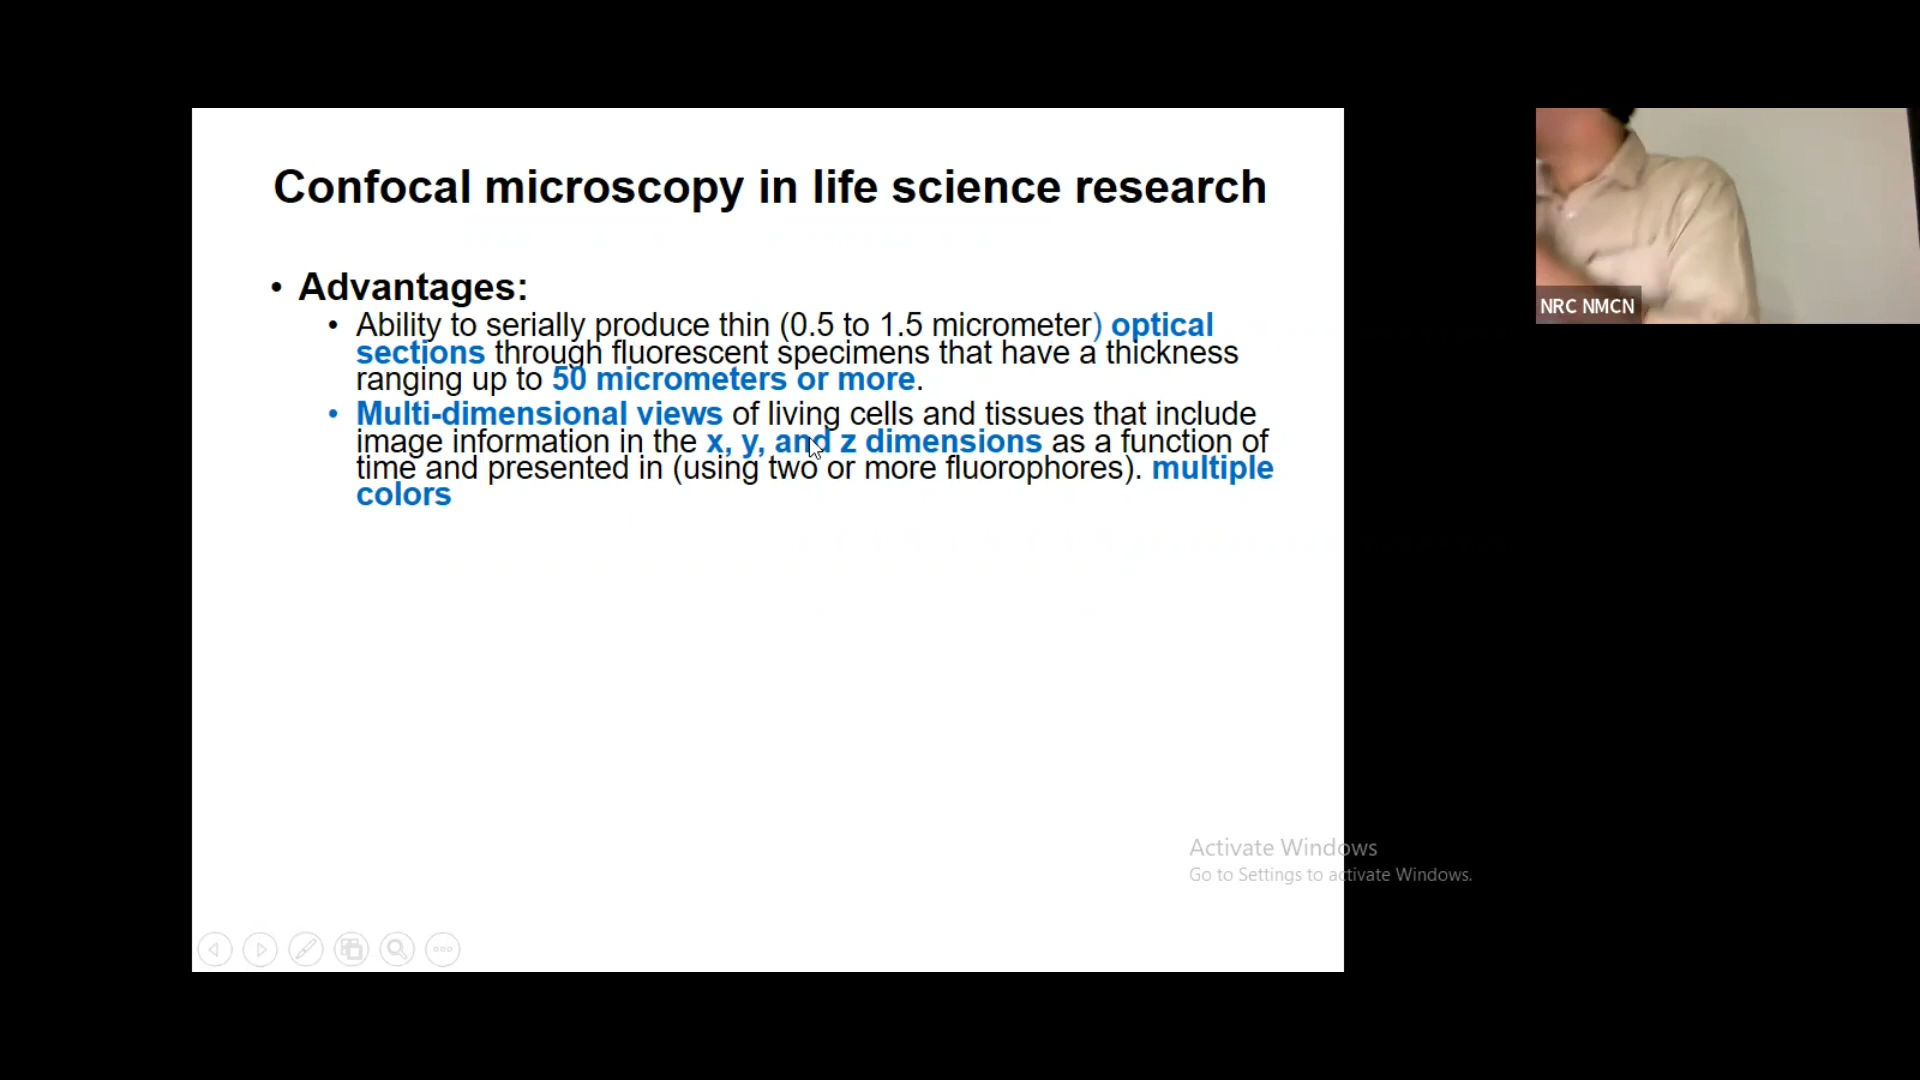 Confocal microscopy in life science research
• Advantages:
• Ability to serially produce thin (0.5 to 1.5 micrometer) optical
sections through fluorescent specimens that have a thickness
ranging up to 50 micrometers or more.
• Multi-dimensional views of living cells and tissues that include
image information in the x, y, and z dimensions as a function of
time and presented in (using two or more fluorophores). multiple
colors
NRC NMCN
Activate Windows
Go to Settings to activate Windows.